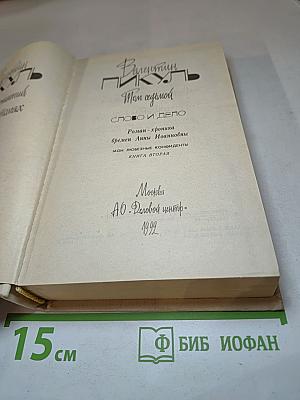 Валентин
ПИКУЛЬ
Том седьмой
СЛОВО И ДЕЛО
Роман-хроника
времен Анны Иоанновны
МОИ ЛЮБЕЗНЫЕ КОНФИДЕНТЫ
КНИГА ВТОРАЯ
Москва
АО «Деловой центр»
1992
15 см
Ф БИБ ИОФАН